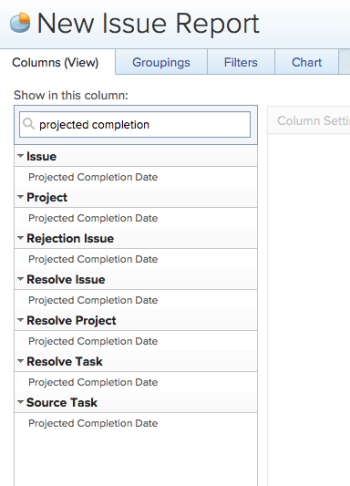 New Issue Report
Columns (View) Groupings Filters Chart
Show in this column:
projected completion
Column Setti
Issue
Projected Completion Date
Project
Projected Completion Date
Rejection Issue
Projected Completion Date
Resolve Issue
Projected Completion Date
Resolve Project
Projected Completion Date
Resolve Task
Projected Completion Date
Source Task
Projected Completion Date